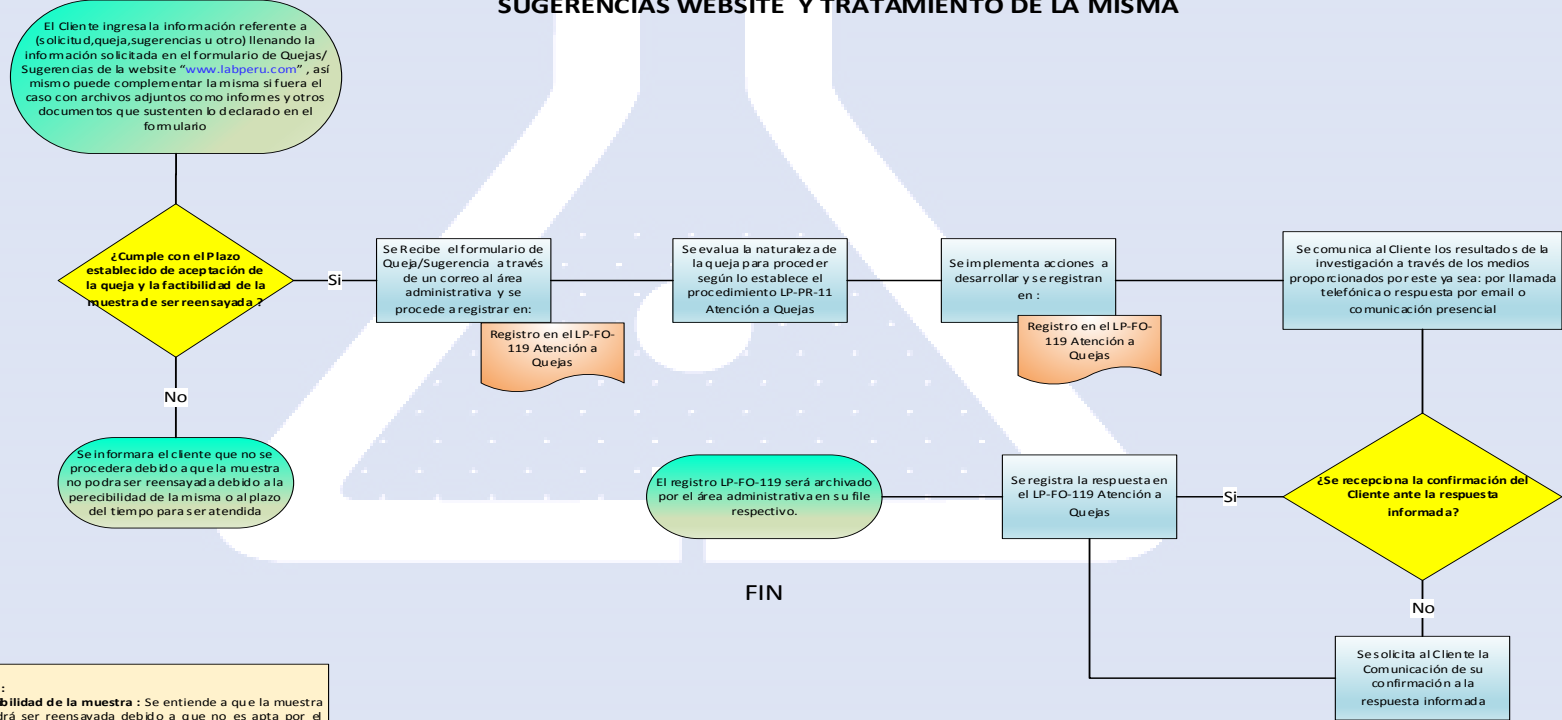 SUGERENCIAS WEBSITE Y TRATAMIENTO DE LA MISMA
El Cliente ingresa la información referente a
(solicitud,queja,sugerencias u otro) llenando la
información solicitada en el formulario de Quejas/
Sugerencias de la website “www.labperu.com” , así
mismo puede complementar la misma si fuera el
caso con archivos adjuntos como informes y otros
documentos que sustenten lo declarado en el
formulario
¿Cumple con el Plazo
establecido de aceptación de
la queja y la factibilidad de la
muestra de ser reensayada ?
Si
Se Recibe el formulario de
Queja/Sugerencia a través
de un correo al área
administrativa y se
procede a registrar en:
Registro en el LP-FO-
119 Atención a
Quejas
Se evalua la naturaleza de
la queja para proceder
según lo establece el
procedimiento LP-PR-11
Atención a Quejas
Se implementa acciones a
desarrollar y se registran
en :
Registro en el LP-FO-
119 Atención a
Quejas
Se comunica al Cliente los resultados de la
investigación a través de los medios
proporcionados por este ya sea: por llamada
telefónica o respuesta por email o
comunicación presencial
No
Se informara el cliente que no se
procedera debido a que la muestra
no podra ser reensayada debido a la
perecibilidad de la misma o al plazo
del tiempo para ser atendida
El registro LP-FO-119 será archivado
por el área administrativa en su file
respectivo.
Se registra la respuesta en
el LP-FO-119 Atención a
Quejas
Si
¿Se recepciona la confirmación del
Cliente ante la respuesta
informada?
FIN
No
Se solicita al Cliente la
Comunicación de su
confirmación a la
respuesta informada
:
bilidad de la muestra : Se entiende a que la muestra
drá ser reensayada debido a que no es apta por el